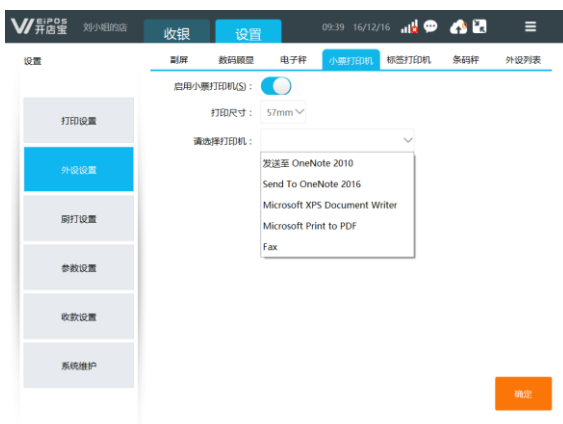 EiPOS
开店宝
刘小姐的店
收银
设置
09:39 16/12/16
设置
副屏
数码顾显
电子秤
小票打印机
标签打印机
条码秤
外设列表
启用小票打印机(S)：
打印尺寸：
57mm
打印设置
请选择打印机：
发送至 OneNote 2010
外设设置
Send To OneNote 2016
Microsoft XPS Document Writer
厨打设置
Microsoft Print to PDF
Fax
参数设置
收款设置
系统维护
确定